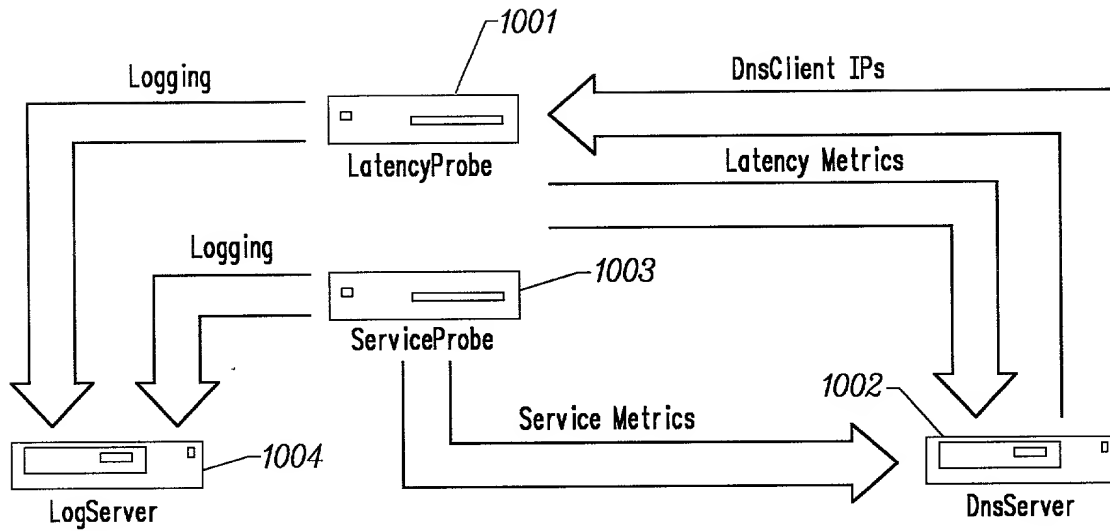 1001
Logging
DnsClient IPs
LatencyProbe
Latency Metrics
Logging
1003
ServiceProbe
1002
Service Metrics
1004
LogServer
DnsServer